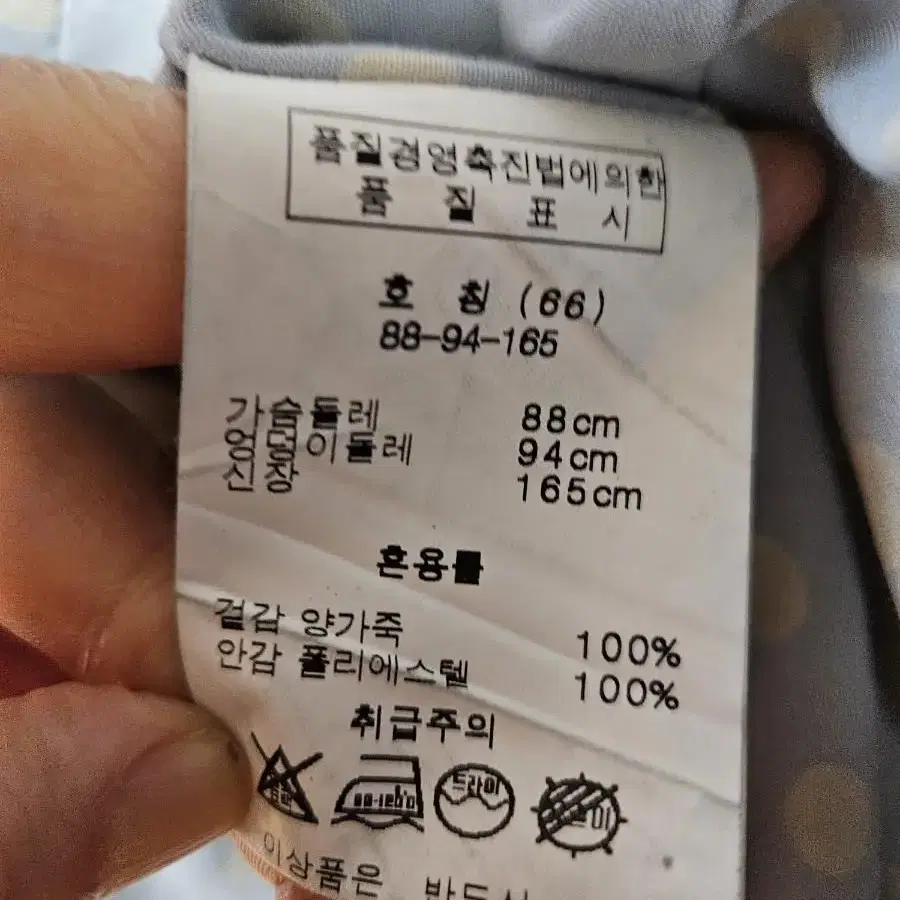 품질경영촉진법에의한
품 질 표 시
호 칭 (66)
88-94-165
가슴둘레 88cm
엉덩이둘레 94cm
신장 165cm
혼용률
겉감 양가죽 100%
안감 폴리에스텔 100%
취급주의
드라이
이상품은 반드시